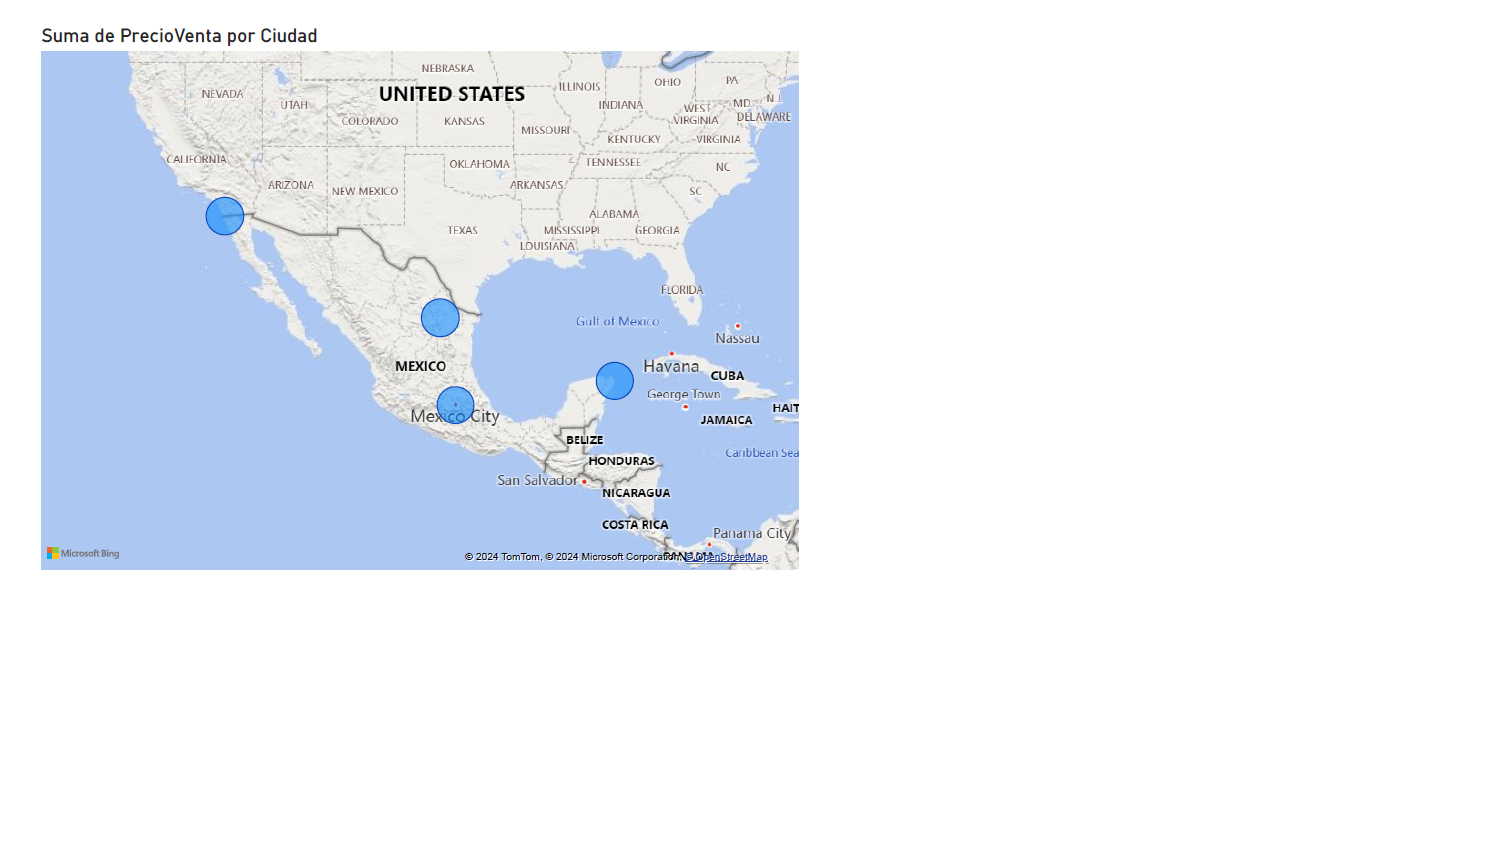 Suma de PrecioVenta por Ciudad
NEBRASKA
NEVADA
UTAH
UNITED STATES
ILLINOIS
OHIO
PA
INDIANA
MD
N J
COLORADO
KANSAS
MISSOURI
WEST
VIRGINIA
DELAWARE
KENTUCKY
VIRGINIA
CALIFORNIA
OKLAHOMA
TENNESSEE
NC
ARIZONA
NEW MEXICO
ARKANSAS
SC
ALABAMA
TEXAS
MISSISSIPPI
GEORGIA
LOUISIANA
FLORIDA
Gulf of Mexico
Nassau
MEXICO
Havana
CUBA
George Town
HAIT
Mexico City
JAMAICA
BELIZE
Caribbean Sea
HONDURAS
San Salvador
NICARAGUA
COSTA RICA
Panama City
PANAMA
Microsoft Bing
© 2024 TomTom, © 2024 Microsoft Corporation, © OpenStreetMap